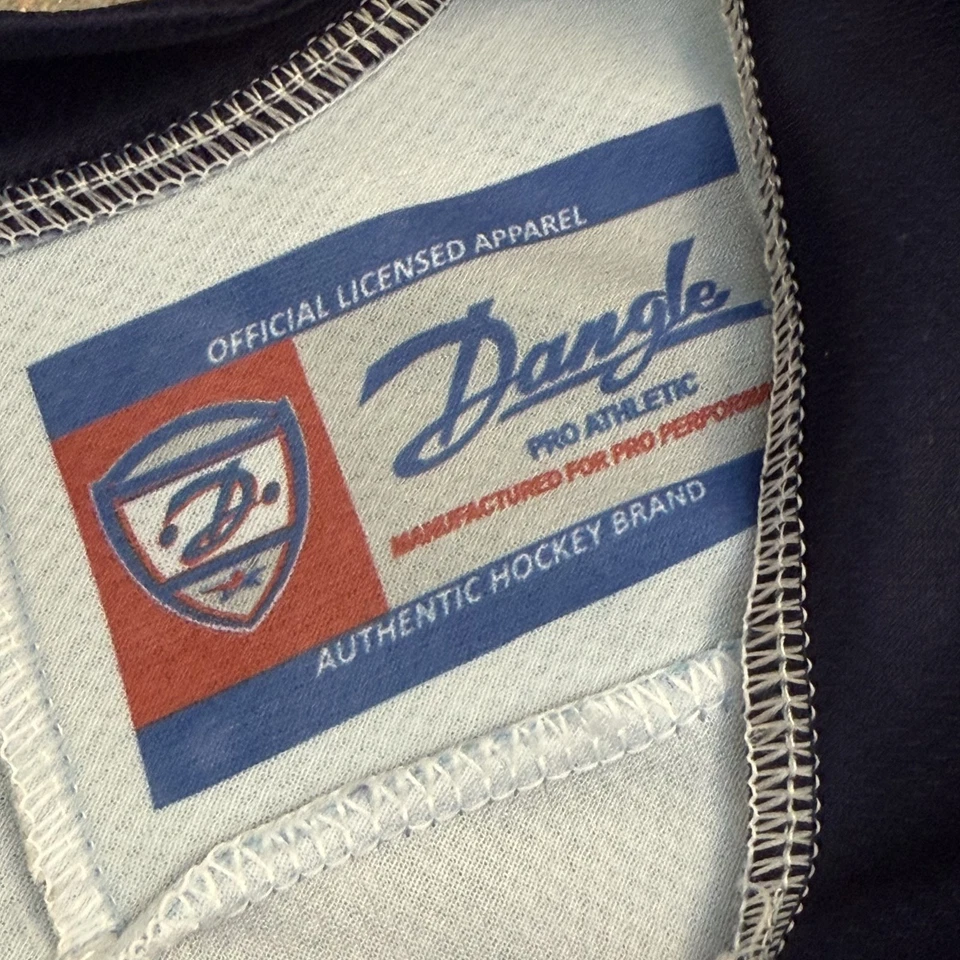 OFFICIAL LICENSED APPAREL
Dangle
PRO ATHLETIC
MANUFACTURED FOR PRO
AUTHENTIC HOCKEY BRAND
D